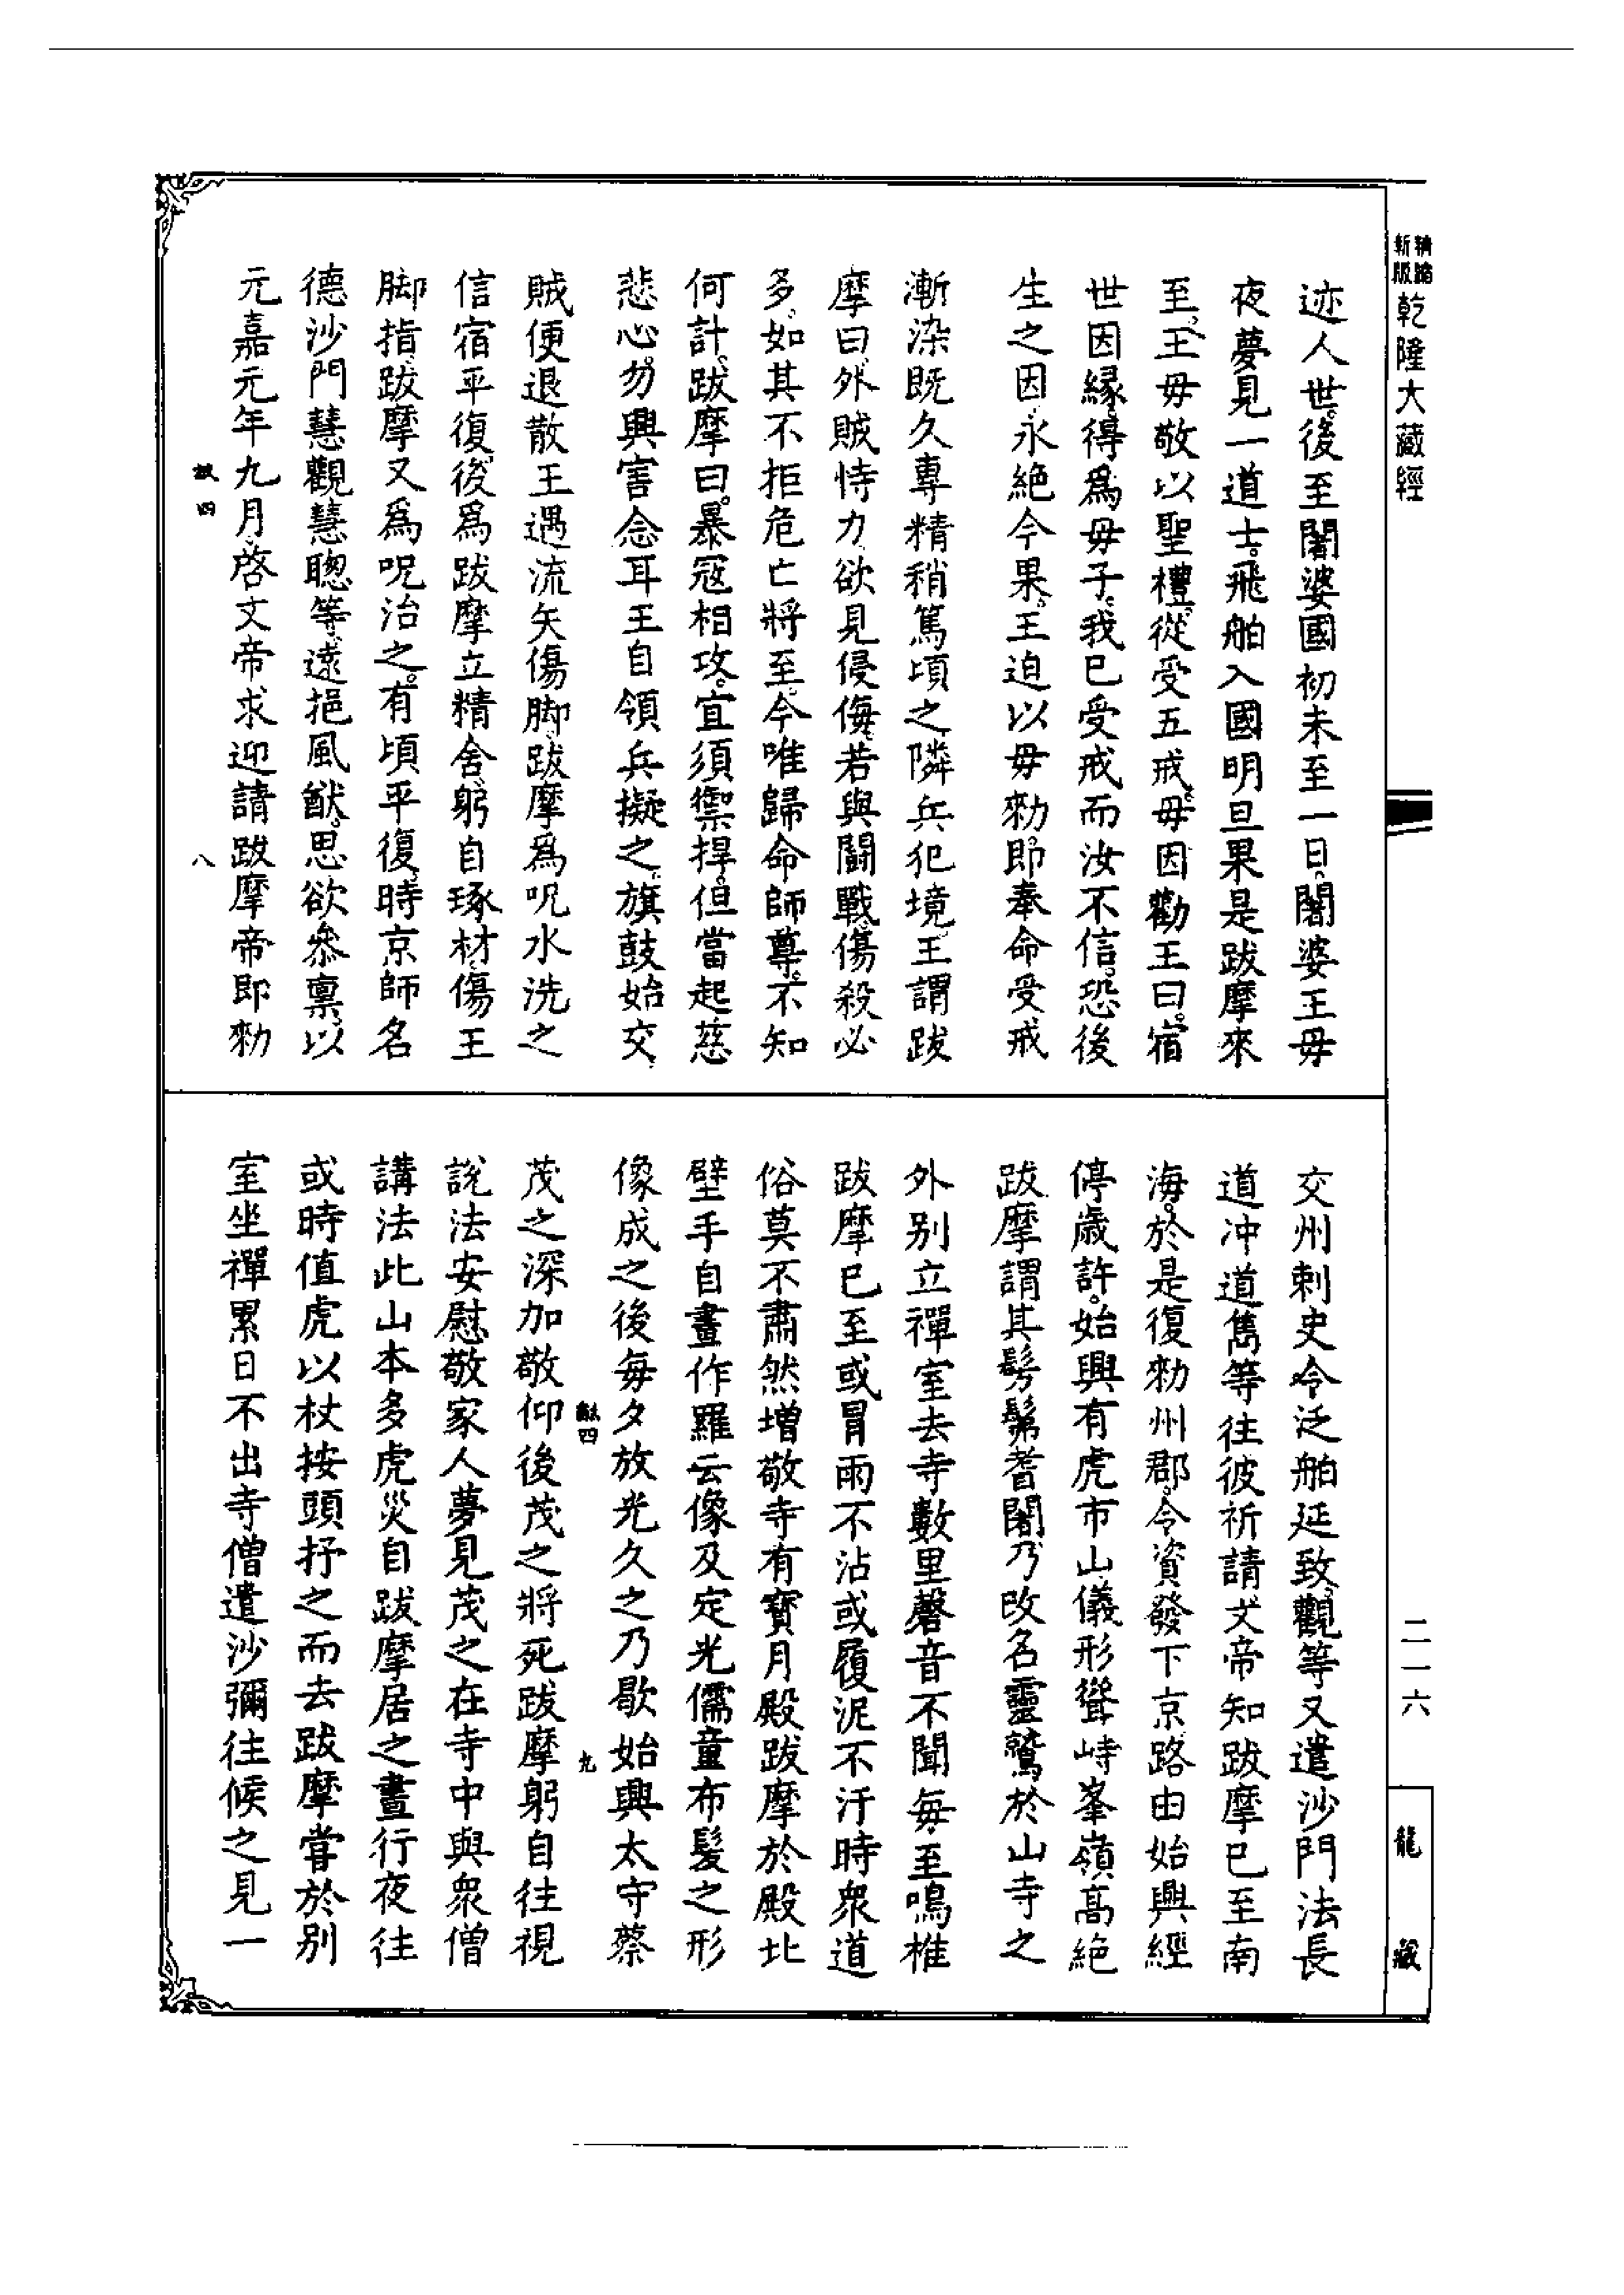 精繪新版乾隆大藏經
迹人世後至闍婆國初未至一日闍婆王毋
夜夢見一道士飛舶入國明旦果是跋摩來
至王毋敬以聖禮從受五戒毋因勸王曰宿
世因縁得爲毋子我已受戒而汝不信恐後
生之因永絶今果王迫以毋勑即奉命受戒
漸染既久專精稍篤頃之隣兵犯境王謂跋
摩曰外賊恃力欲見侵侮若與鬬戰傷殺必
多如其不拒危亡將至今唯歸命師尊不知
何計跋摩曰暴宼相攻宜須禦捍但當起慈
悲心勿興害念耳王自領兵擬之旗鼓始交
賊便退散王遇流矢傷脚跋摩爲呪水洗之
信宿平復後爲跋摩立精舍躬自琢材傷王
脚指跋摩又爲呪治之有頃平復時京師名
德沙門慧觀慧聰等遠挹風猷思欲叅禀以
元嘉元年九月啓文帝求迎請跋摩帝即勑
八
交州刺史令泛舶延致觀等又遣沙門法長
道冲道儁等往彼祈請文帝知跋摩已至南
海於是復勑州郡令資發下京路由始興經
停歲許始興有虎市山儀形聳峙峯嶺髙絶
跋摩謂其髣髴耆闍乃改名靈鷲於山寺之
外别立禪室去寺數里磬音不聞每至鳴椎
跋摩已至或冐雨不沾或履泥不汙時衆道
俗莫不肅然增敬寺有寳月殿跋摩於殿北
壁手自畫作羅云像及定光儒童布髮之形
像成之後每夕放光久之乃歇始興太守蔡
四
九
茂之深加敬仰後茂之將死跋摩躬自往視
說法安慰敬家人夢見茂之在寺中與衆僧
講法此山本多虎災自跋摩居之晝行夜往
或時值虎以杖按頭抒之而去跋摩甞於别
室坐禪累日不出寺僧遣沙彌往候之見一
二一六
龍藏